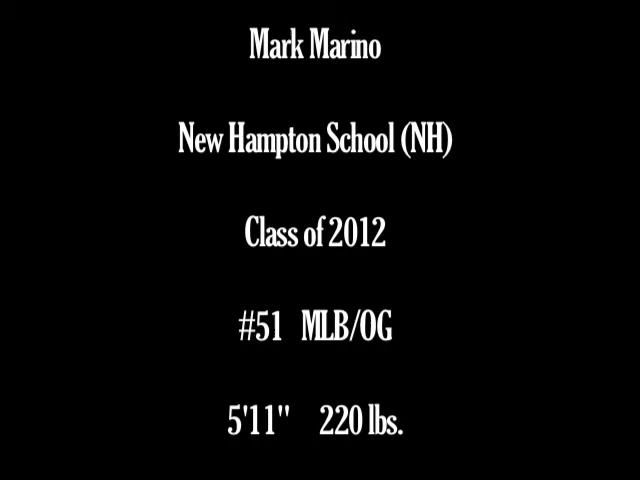 Mark Marino
New Hampton School (NH)
Class of 2012
#51 MLB/OG
5'11" 220 lbs.